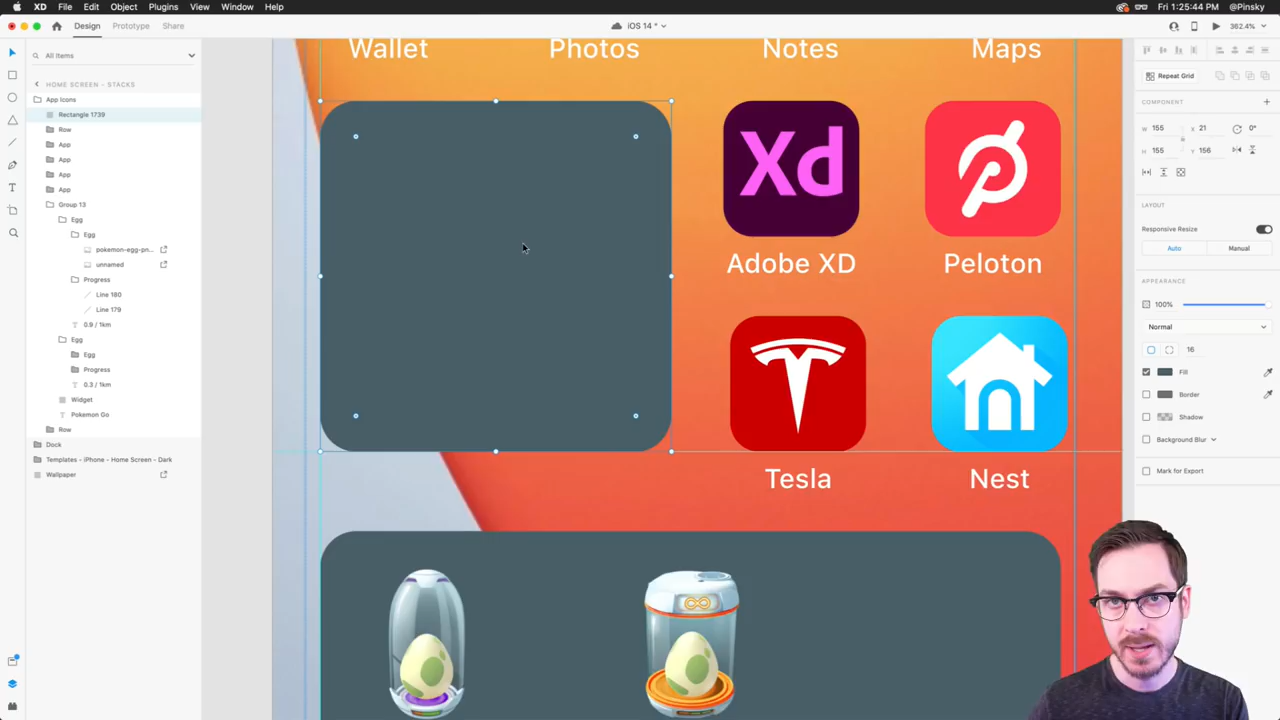 XD File Edit Object Plugins View Window Help
1:25:44 PM @Pinsky
Design Prototype Share
iOS 14 *
362.4%
All Items
HOME SCREEN - STACKS
App Icons
Rectangle 1739
Row
App
App
App
App
Group 13
Egg
Egg
pokemon-egg-pn...
unnamed
Progress
Line 180
Line 179
0.9 / 1km
Egg
Egg
Progress
0.3 / 1km
Widget
Pokemon Go
Row
Dock
Templates - iPhone - Home Screen - Dark
Wallpaper
Wallet Photos Notes Maps
Xd
Adobe XD Peloton
Tesla Nest
Repeat Grid
COMPONENT
W 155 X 21 0°
H 155 Y 156
LAYOUT
Responsive Resize
Auto Manual
APPEARANCE
100%
Normal
16
Fill
Border
Shadow
Background Blur
Mark for Export